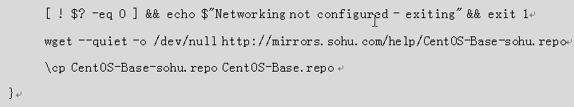 [ ! $? -eq 0 ] && echo $"Networking not configured - exiting" && exit 1
wget --quiet -o /dev/null http://mirrors.sohu.com/help/CentOS-Base-sohu.repo
\cp CentOS-Base-sohu.repo CentOS-Base.repo
}